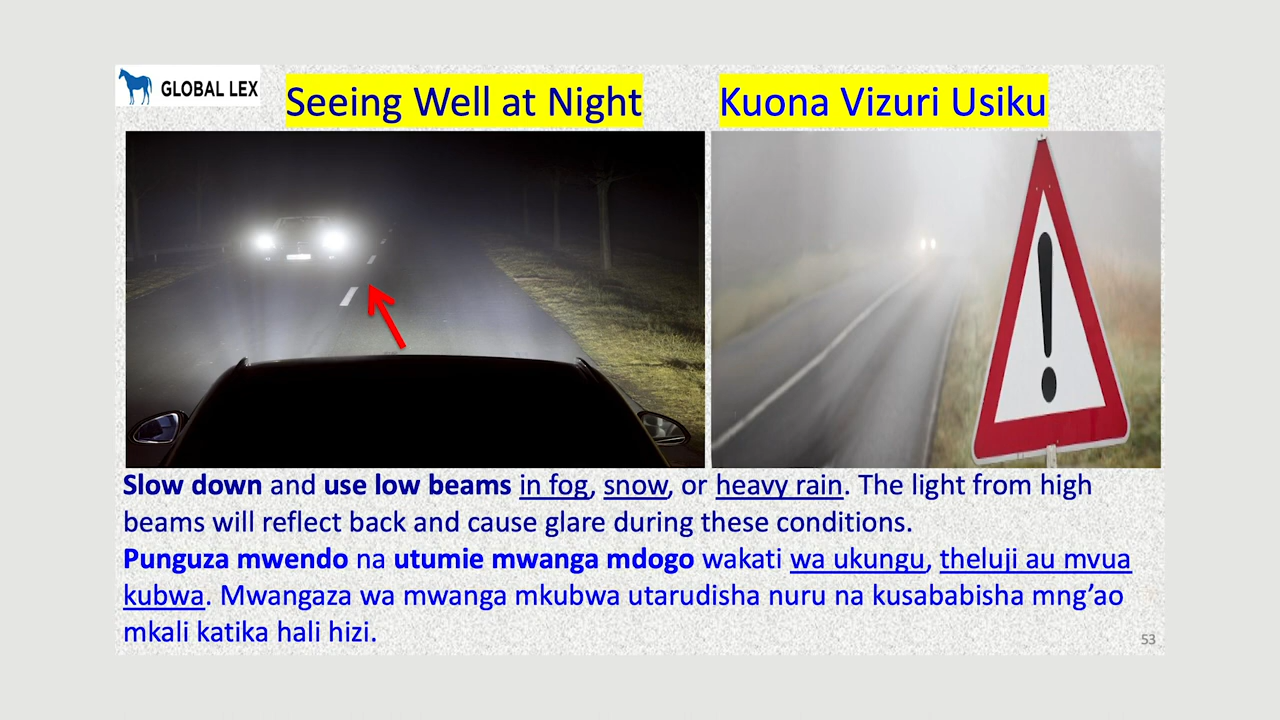 GLOBAL LEX
Seeing Well at Night
Kuona Vizuri Usiku
Slow down and use low beams in fog, snow, or heavy rain. The light from high
beams will reflect back and cause glare during these conditions.
Punguza mwendo na utumie mwanga mdogo wakati wa ukungu, theluji au mvua
kubwa. Mwangaza wa mwanga mkubwa utarudisha nuru na kusababisha mng’ao
mkali katika hali hizi.
53